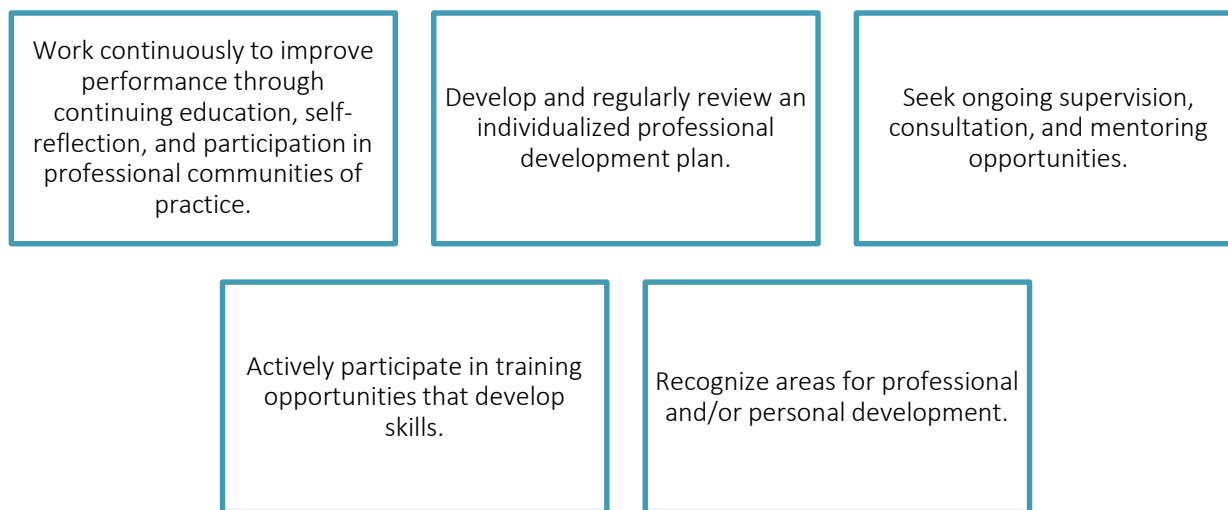 Work continuously to improve
performance through
continuing education, self-
reflection, and participation in
professional communities of
practice.
Develop and regularly review an
individualized professional
development plan.
Seek ongoing supervision,
consultation, and mentoring
opportunities.
Actively participate in training
opportunities that develop
skills.
Recognize areas for professional
and/or personal development.